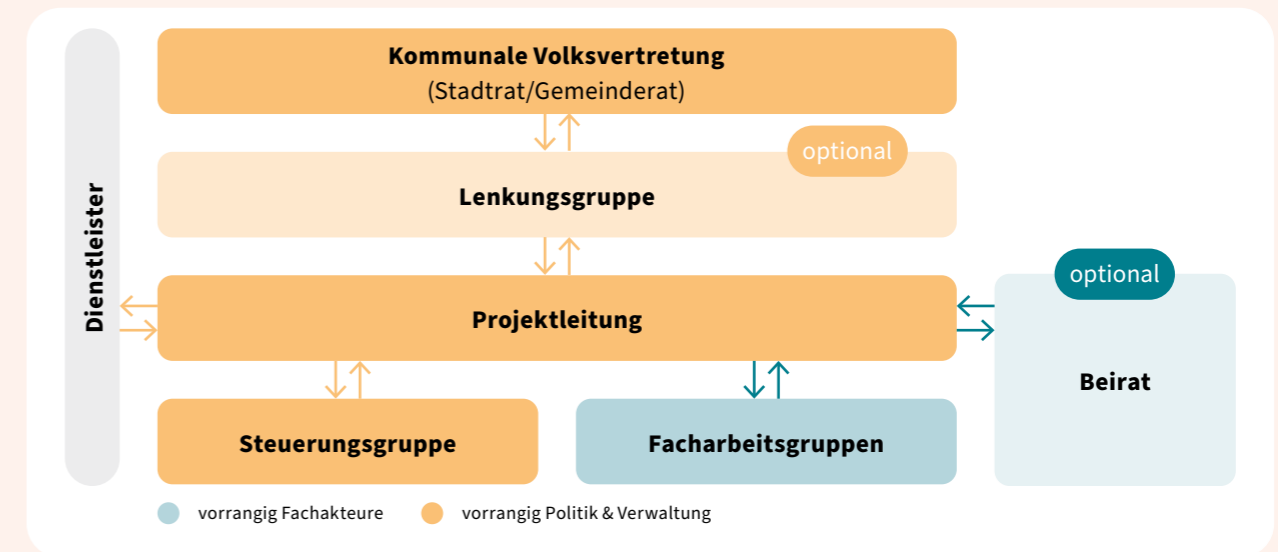 Dienstleister
Kommunale Volksvertretung
(Stadtrat/Gemeinderat)
optional
Lenkungsgruppe
Projektleitung
optional
Beirat
Steuerungsgruppe
Facharbeitsgruppen
vorrangig Fachakteure
vorrangig Politik & Verwaltung